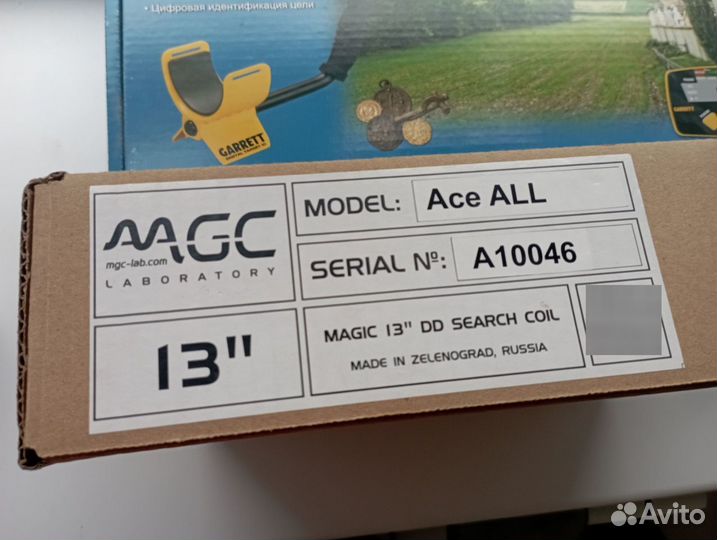 • Цифровая идентификация цели
GARRETT
GARRETT
MGC
mgc-lab.com
LABORATORY
MODEL: Ace ALL
SERIAL №: A10046
13"
MAGIC 13" DD SEARCH COIL
MADE IN ZELENOGRAD, RUSSIA
Avito